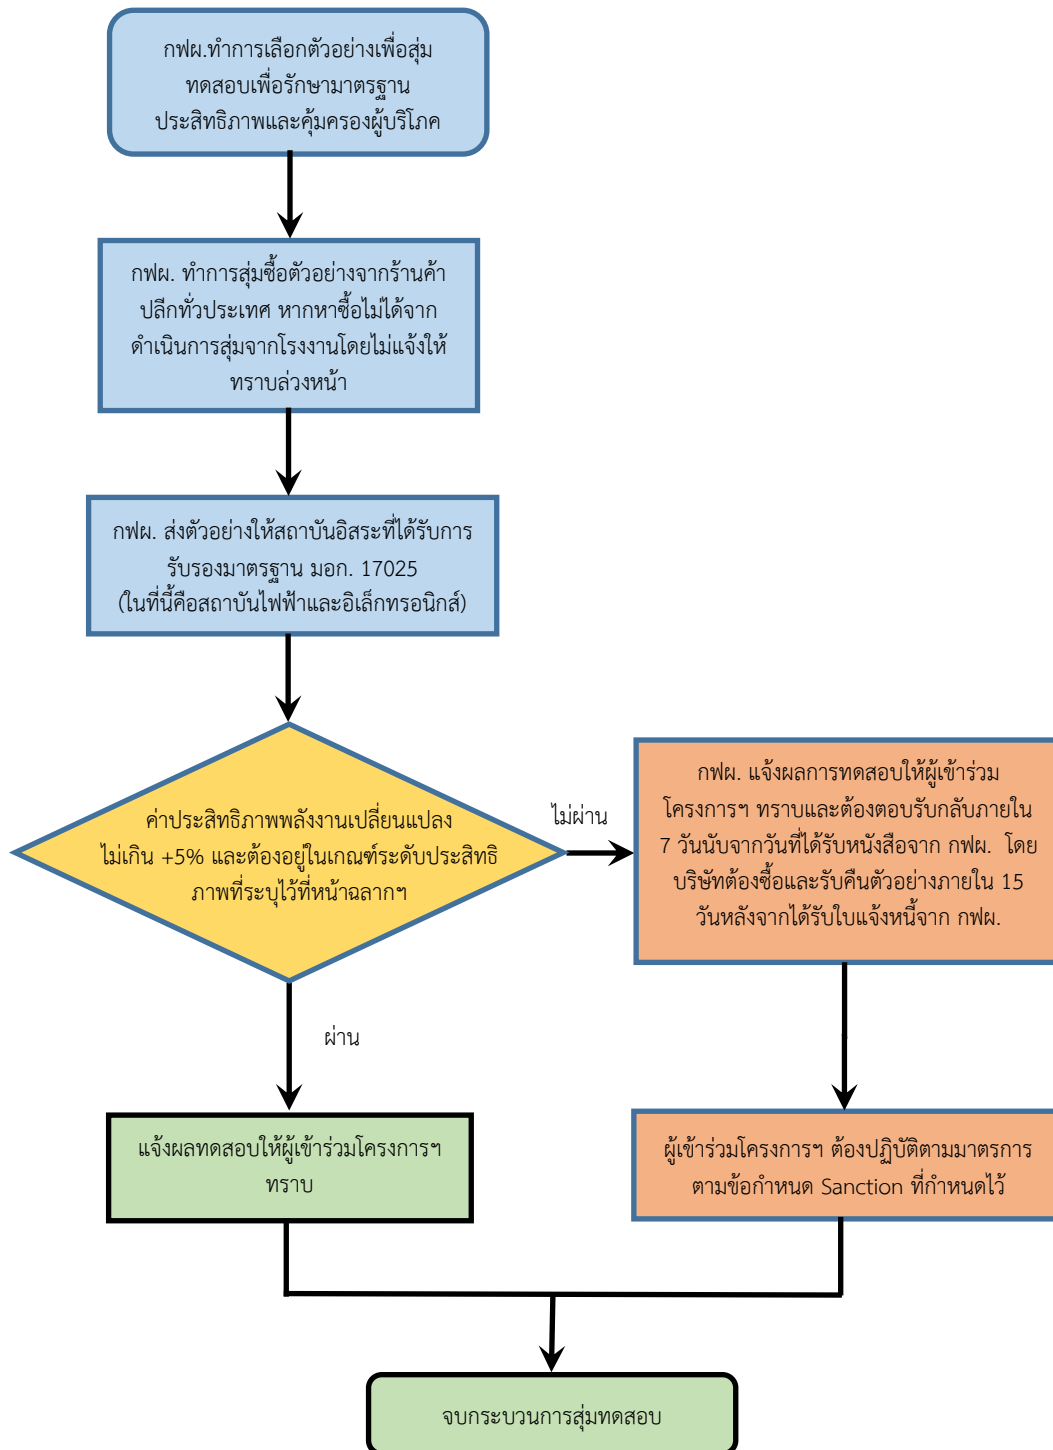 กฟผ.ทำการเลือกตัวอย่างเพื่อสุ่ม
ทดสอบเพื่อรักษามาตรฐาน
ประสิทธิภาพและคุ้มครองผู้บริโภค
กฟผ. ทำการสุ่มซื้อตัวอย่างจากร้านค้า
ปลีกทั่วประเทศ หากหาซื้อไม่ได้จาก
ดำเนินการสุ่มจากโรงงานโดยไม่แจ้งให้
ทราบล่วงหน้า
กฟผ. ส่งตัวอย่างให้สถาบันอิสระที่ได้รับการ
รับรองมาตรฐาน มอก. 17025
(ในที่นี้คือสถาบันไฟฟ้าและอิเล็กทรอนิกส์)
ค่าประสิทธิภาพพลังงานเปลี่ยนแปลง
ไม่เกิน +5% และต้องอยู่ในเกณฑ์ระดับประสิทธิ
ภาพที่ระบุไว้ที่หน้าฉลากฯ
ไม่ผ่าน
กฟผ. แจ้งผลการทดสอบให้ผู้เข้าร่วม
โครงการฯ ทราบและต้องตอบรับกลับภายใน
7 วันนับจากวันที่ได้รับหนังสือจาก กฟผ. โดย
บริษัทต้องซื้อและรับคืนตัวอย่างภายใน 15
วันหลังจากได้รับใบแจ้งหนี้จาก กฟผ.
ผ่าน
แจ้งผลทดสอบให้ผู้เข้าร่วมโครงการฯ
ทราบ
ผู้เข้าร่วมโครงการฯ ต้องปฏิบัติตามมาตรการ
ตามข้อกำหนด Sanction ที่กำหนดไว้
จบกระบวนการสุ่มทดสอบ